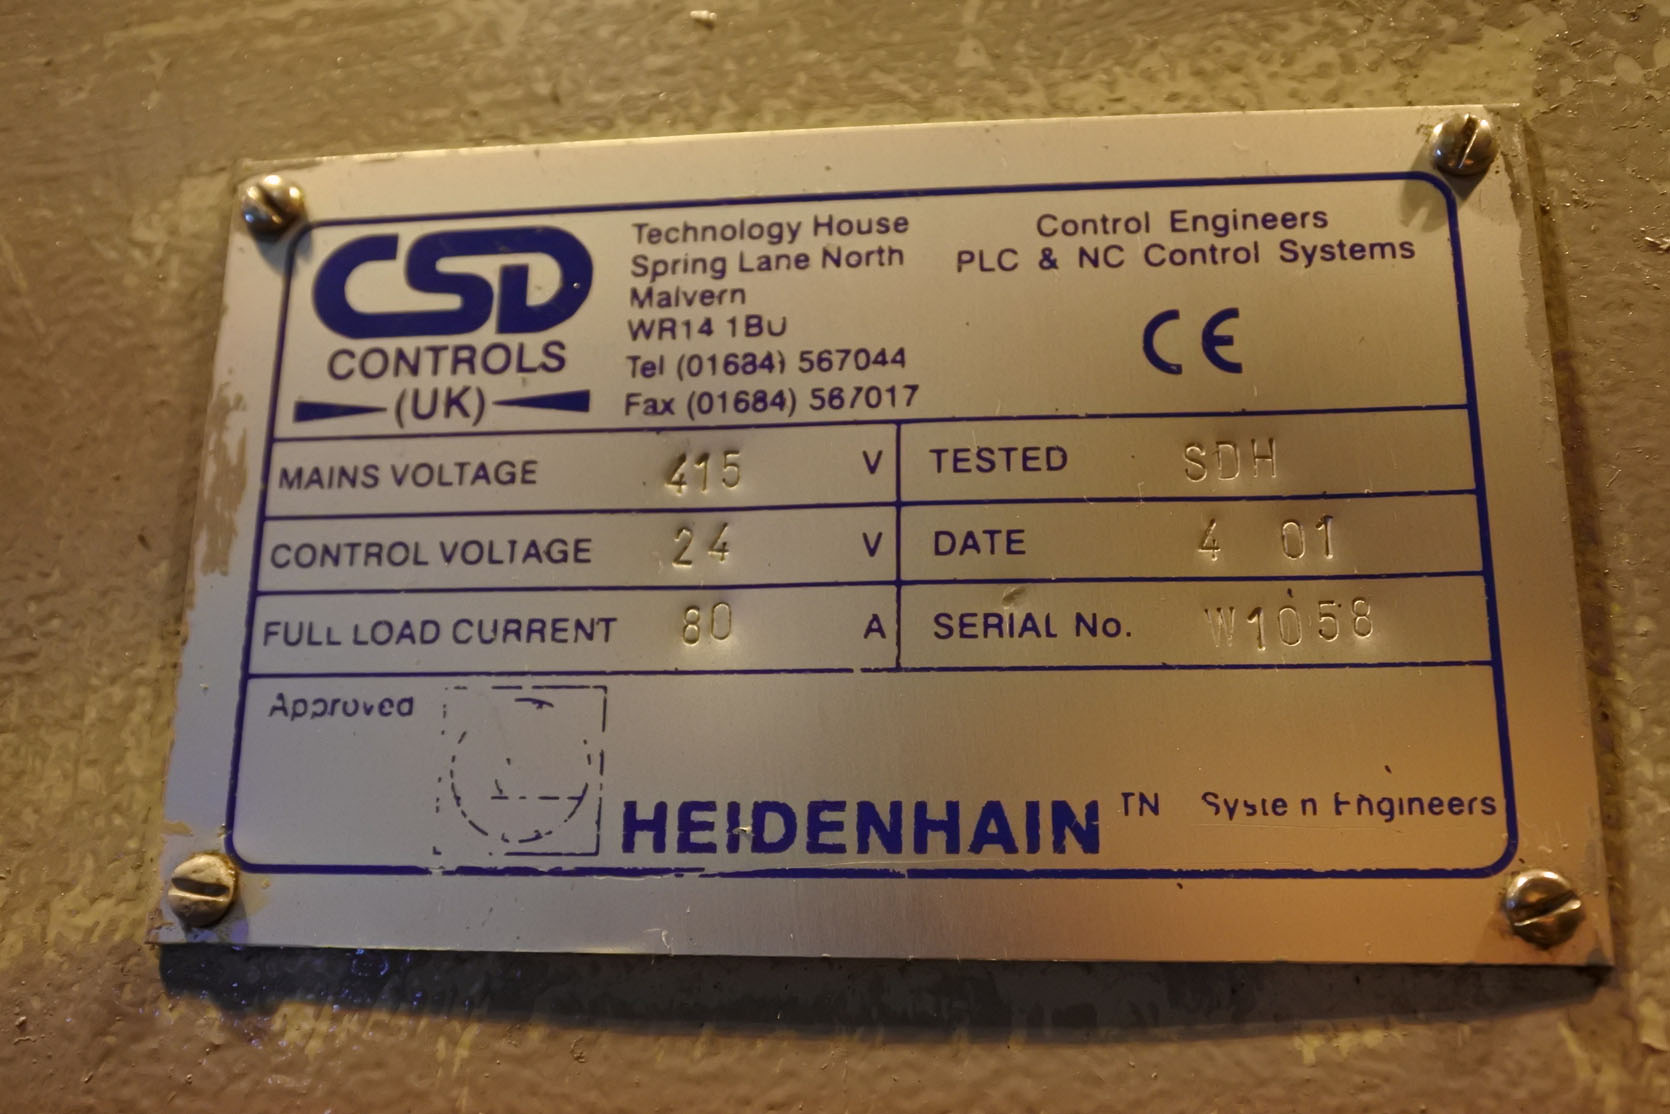 CSD
CONTROLS
(UK)
Technology House
Spring Lane North
Malvern
WR14 1BU
Tel (01684) 567044
Fax (01684) 567017
Control Engineers
PLC & NC Control Systems
CE
MAINS VOLTAGE 415 V
TESTED SDH
CONTROL VOLTAGE 24 V
DATE 4 01
FULL LOAD CURRENT 80 A
SERIAL No. W1058
Approved
HEIDENHAIN TN System Engineers